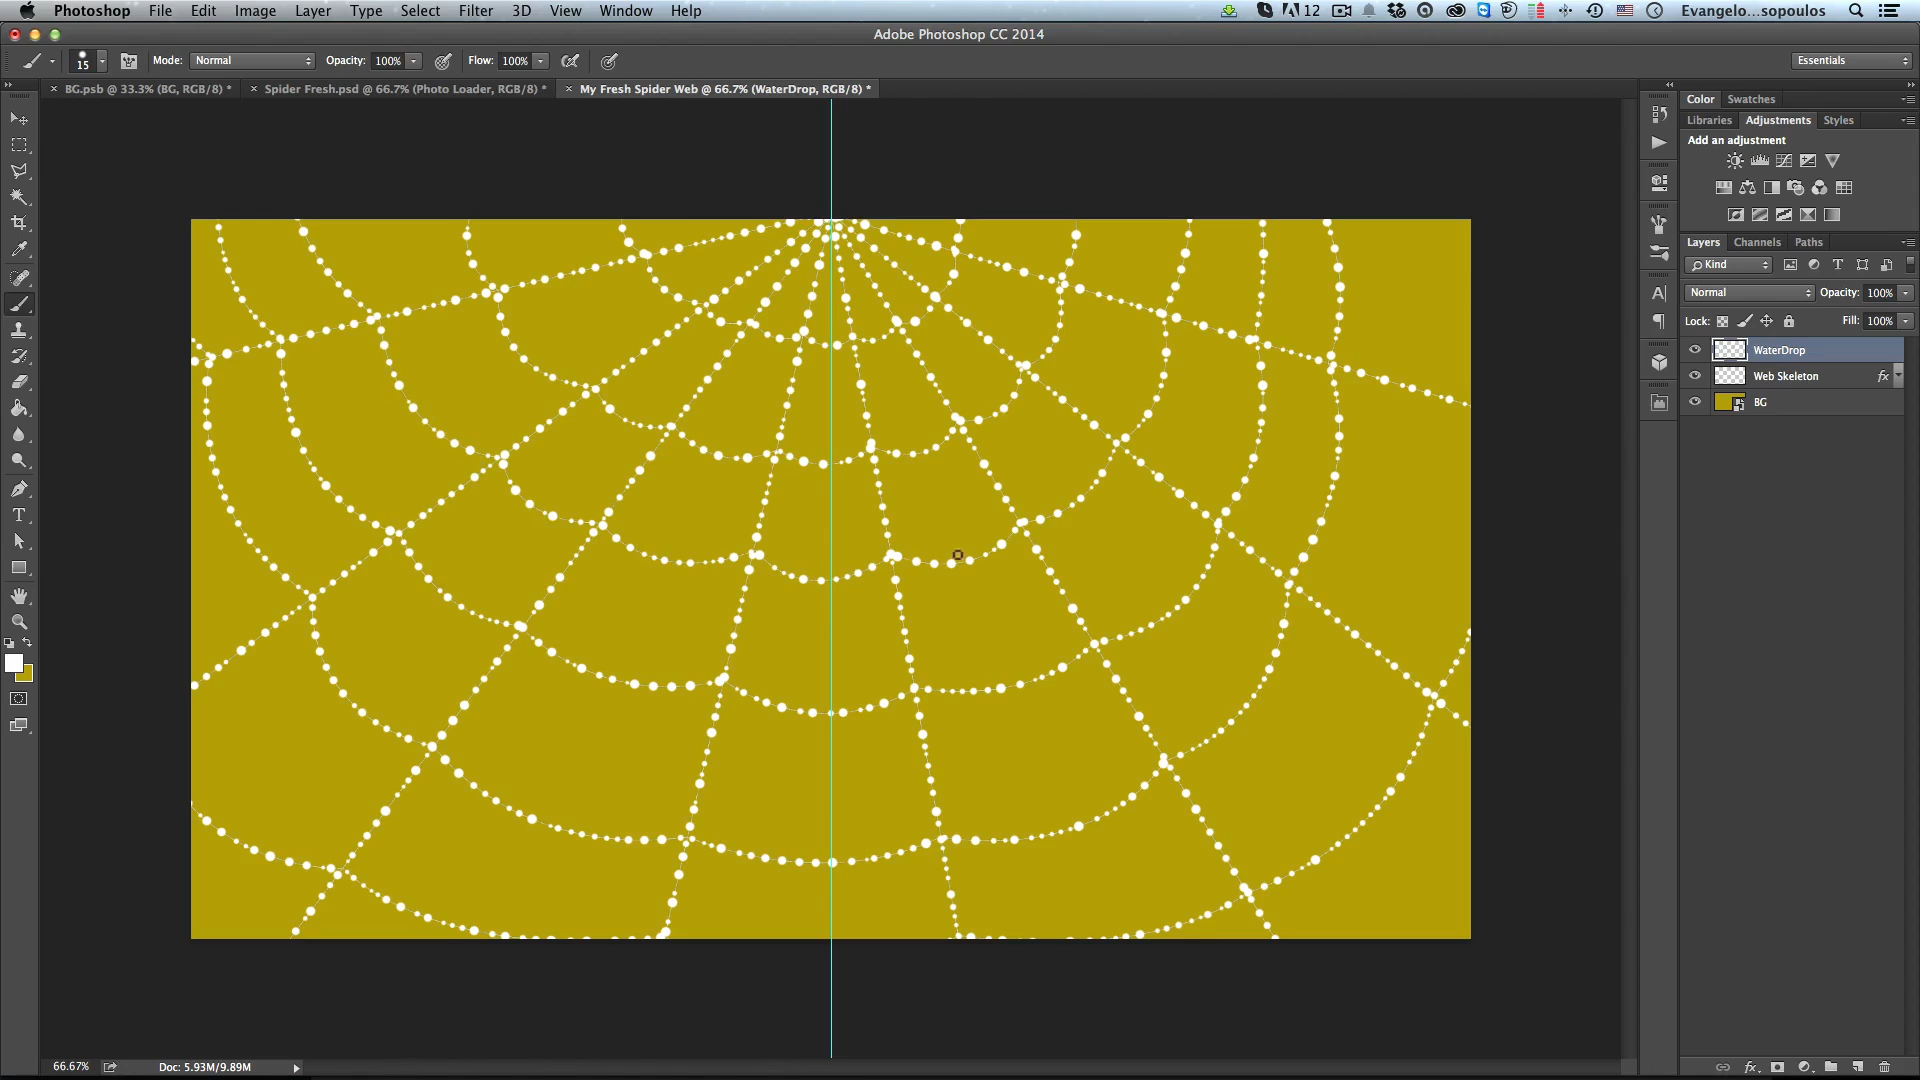 Photoshop File Edit Image Layer Type Select Filter 3D View Window Help 12 Evangelo...sopoulos
Adobe Photoshop CC 2014
15 Mode: Normal Opacity: 100% Flow: 100% Essentials
BG.psb @ 33.3% (BG, RGB/8) * Spider Fresh.psd @ 66.7% (Photo Loader, RGB/8) * My Fresh Spider Web @ 66.7% (WaterDrop, RGB/8) *
Color Swatches
Libraries Adjustments Styles
Add an adjustment
Layers Channels Paths
Kind
Normal Opacity: 100%
Lock: Fill: 100%
WaterDrop
Web Skeleton fx
BG
66.67% Doc: 5.93M/9.89M